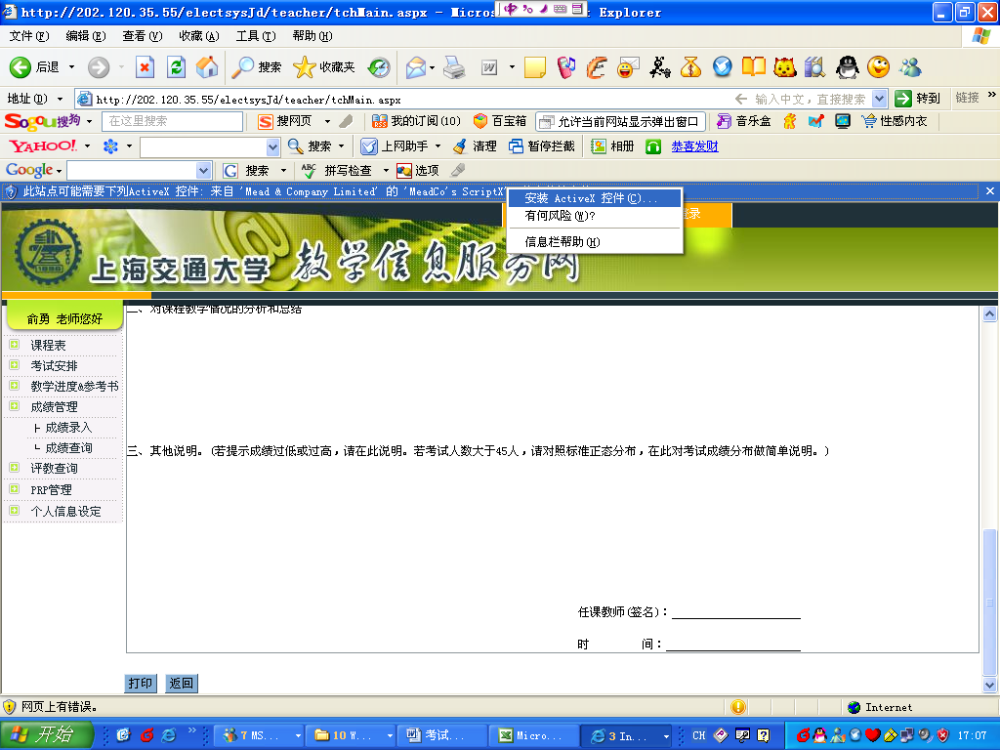 http://202.120.35.55/electsysJd/teacher/tchMain.aspx - Micros
中
Explorer
文件(F) 编辑(E) 查看(V) 收藏(A) 工具(T) 帮助(H)
后退 搜索 收藏夹
地址(D) http://202.120.35.55/electsysJd/teacher/tchMain.aspx 输入中文，直接搜索 转到 链接 »
Sogou搜狗 在这里搜索 搜网页 我的订阅(10) 百宝箱 允许当前网站显示弹出窗口 音乐盒 性感内衣
YAHOO! 搜索 上网助手 清理 暂停拦截 相册 恭喜发财
Google G 搜索 ABC 拼写检查 选项
此站点可能需要下列ActiveX 控件: 来自 'Mead & Company Limited' 的 'MeadCo's ScriptX
安装 ActiveX 控件(C)...
有何风险(W)?
信息栏帮助(H)
登录
上海交通大学 教学信息服务网
1896
俞勇 老师您好
课程表
考试安排
教学进度&参考书
成绩管理
成绩录入
成绩查询
评教查询
PRP管理
个人信息设定
二、对课程教学情况的分析和总结
三、其他说明。(若提示成绩过低或过高，请在此说明。若考试人数大于45人，请对照标准正态分布，在此对考试成绩分布做简单说明。)
任课教师(签名)：
时 间：
打印 返回
网页上有错误。 Internet
开始 » 7 MS... 10 W... 考试... Micro... 3 In... CH 17:07